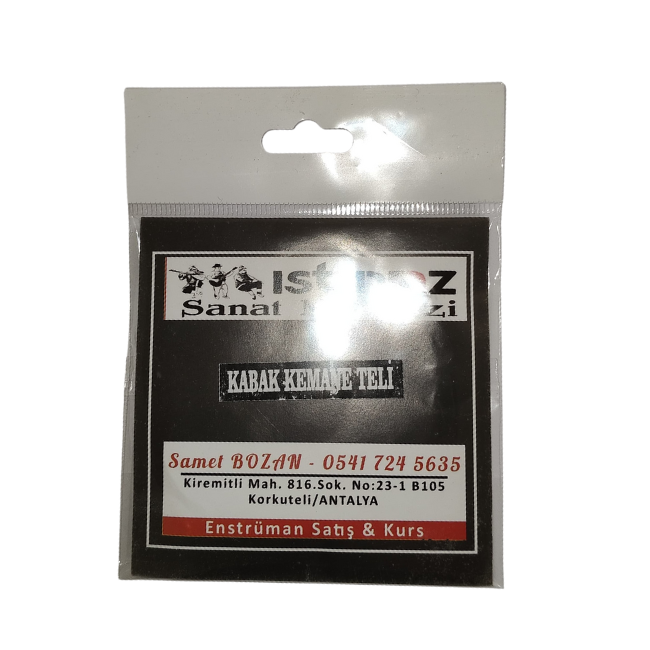 Sanat
KABAK KEMANE TELİ
Samet BOZAN - 0541 724 5635
Kiremitli Mah. 816.Sok. No:23-1 B105
Korkuteli/ANTALYA
Enstrüman Satış & Kurs